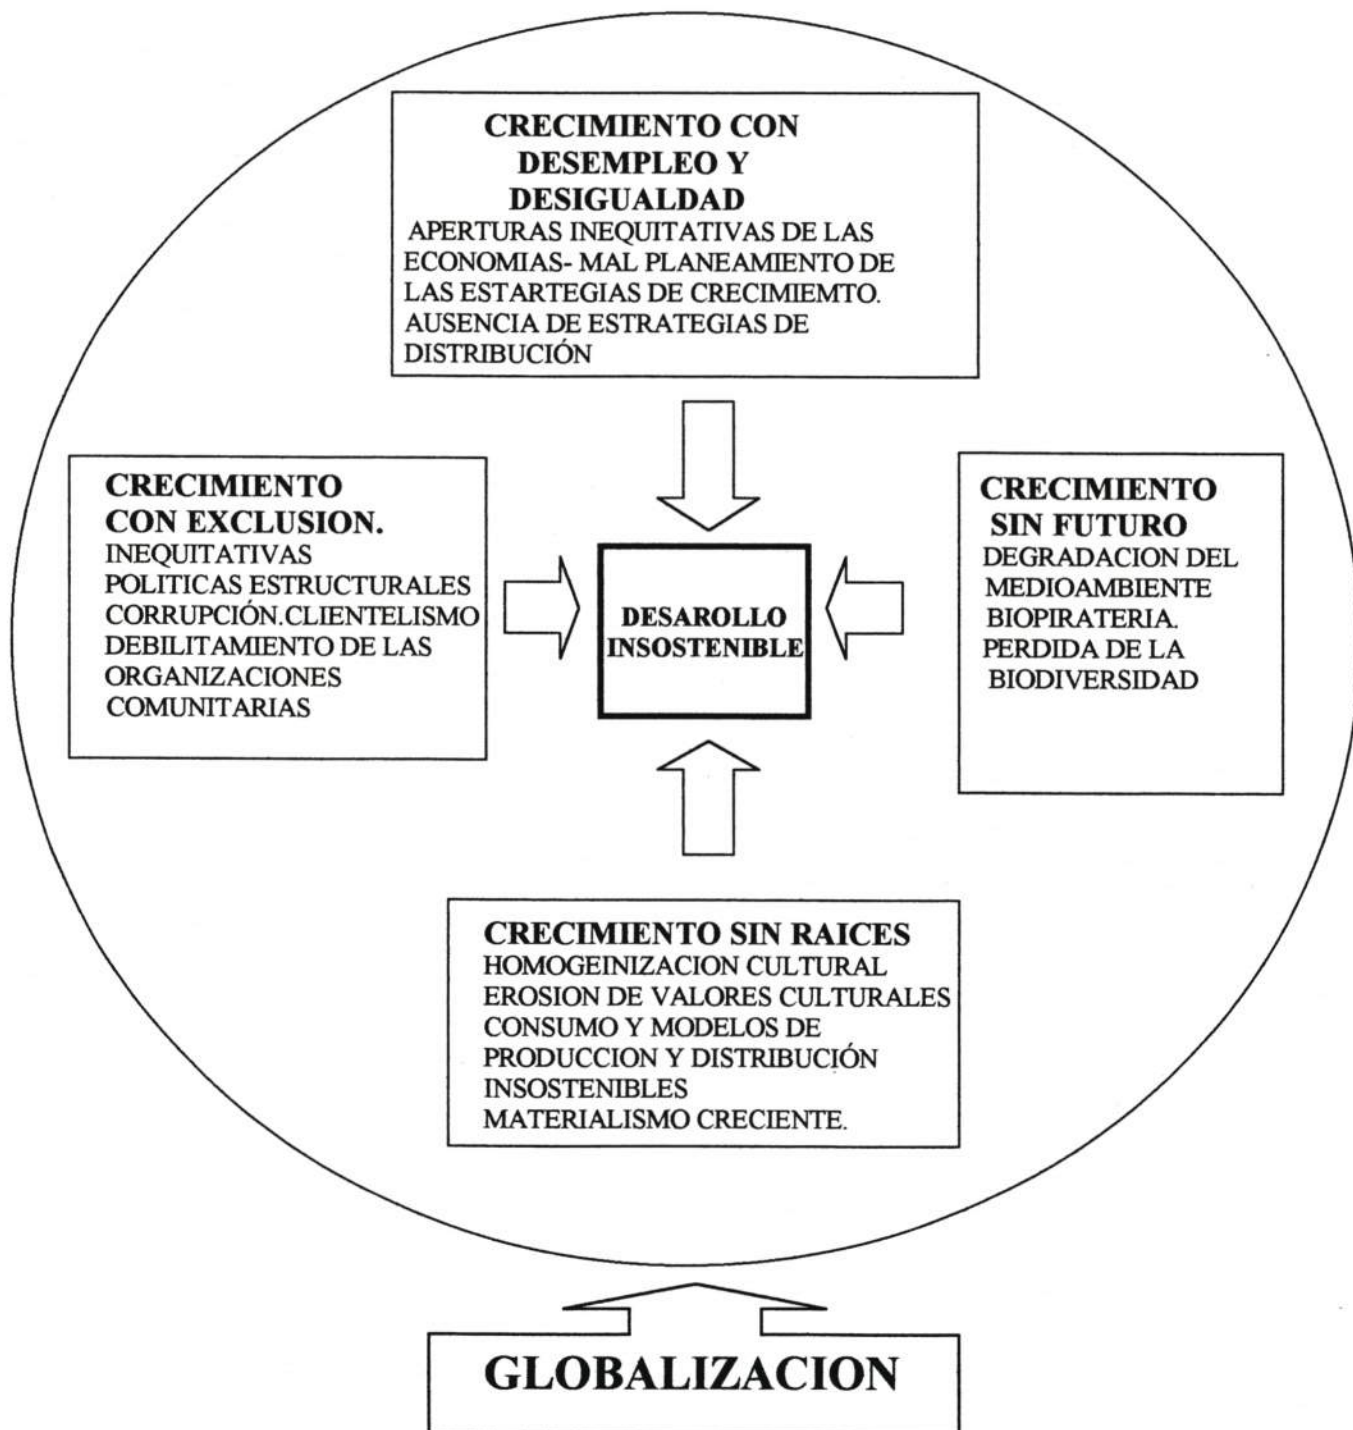 CRECIMIENTO CON
DESEMPLEO Y
DESIGUALDAD
APERTURAS INEQUITATIVAS DE LAS
ECONOMIAS- MAL PLANEAMIENTO DE
LAS ESTARTEGIAS DE CRECIMIEMTO.
AUSENCIA DE ESTRATEGIAS DE
DISTRIBUCIÓN
CRECIMIENTO
CON EXCLUSION.
INEQUITATIVAS
POLITICAS ESTRUCTURALES
CORRUPCIÓN.CLIENTELISMO
DEBILITAMIENTO DE LAS
ORGANIZACIONES
COMUNITARIAS
DESAROLLO
INSOSTENIBLE
CRECIMIENTO
SIN FUTURO
DEGRADACION DEL
MEDIOAMBIENTE
BIOPIRATERIA.
PERDIDA DE LA
BIODIVERSIDAD
CRECIMIENTO SIN RAICES
HOMOGEINIZACION CULTURAL
EROSION DE VALORES CULTURALES
CONSUMO Y MODELOS DE
PRODUCCION Y DISTRIBUCIÓN
INSOSTENIBLES
MATERIALISMO CRECIENTE.
GLOBALIZACION